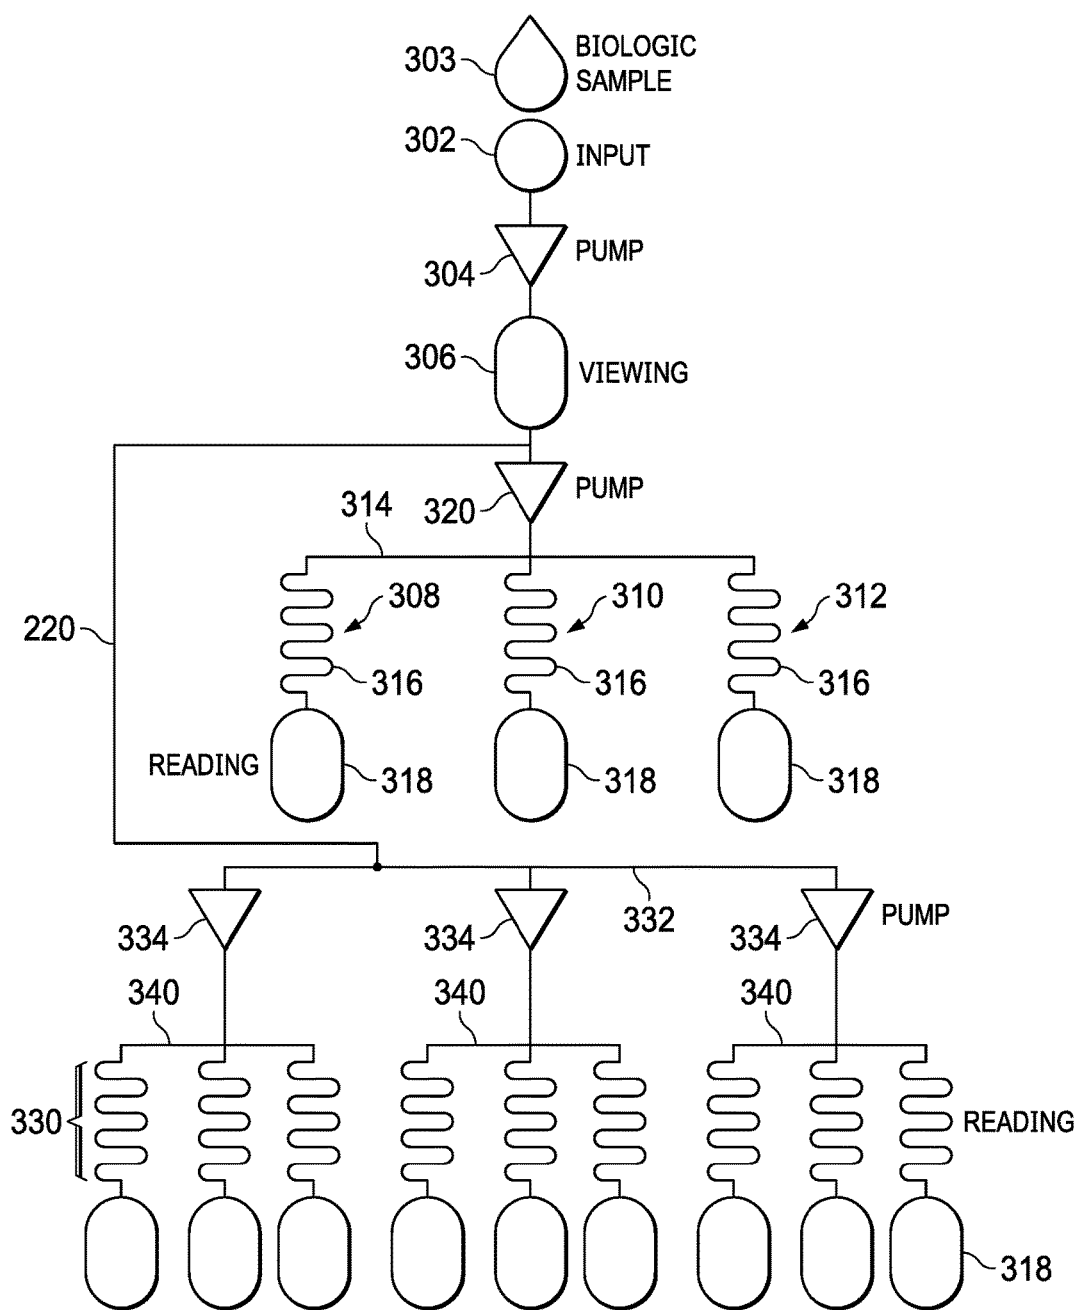 303 BIOLOGIC
SAMPLE
302 INPUT
PUMP
304
306
VIEWING
PUMP
320
314
308 310 312
220
316 316 316
READING 318 318 318
332
334 334 334 PUMP
340 340 340
330 READING
318